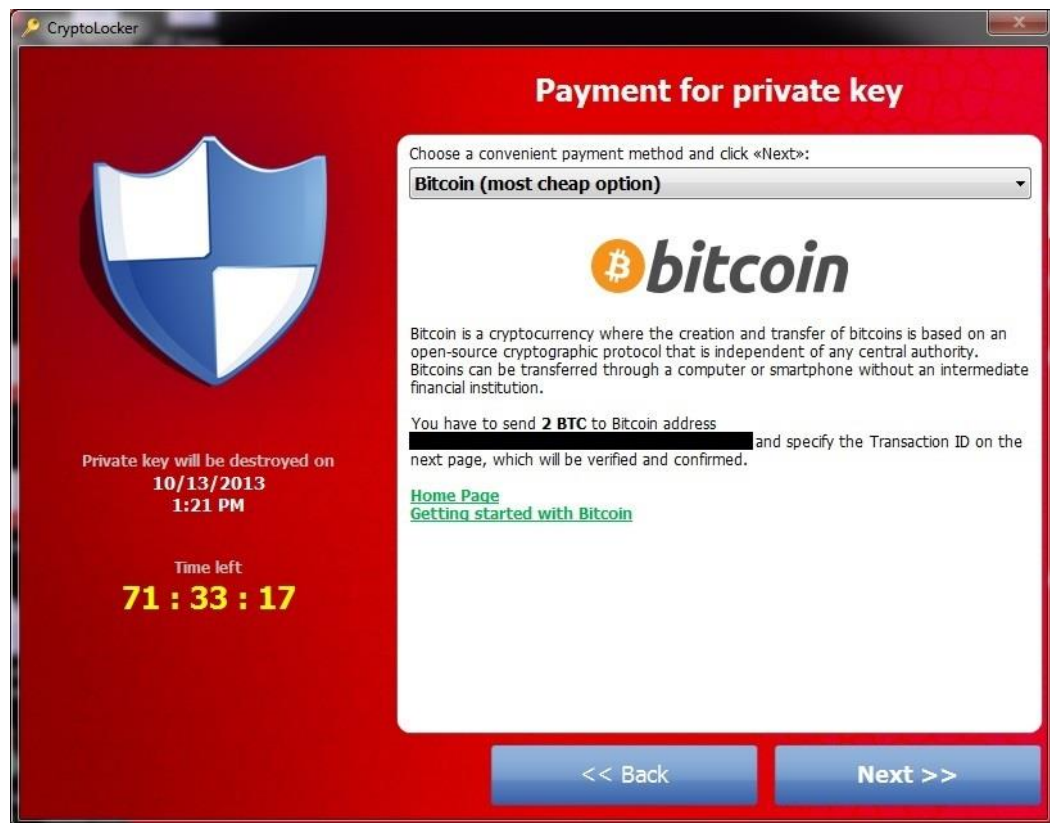 CryptoLocker
Payment for private key
Choose a convenient payment method and click «Next»:
Bitcoin (most cheap option)
bitcoin
Bitcoin is a cryptocurrency where the creation and transfer of bitcoins is based on an
open-source cryptographic protocol that is independent of any central authority.
Bitcoins can be transferred through a computer or smartphone without an intermediate
financial institution.
You have to send 2 BTC to Bitcoin address
and specify the Transaction ID on the
next page, which will be verified and confirmed.
Home Page
Getting started with Bitcoin
Private key will be destroyed on
10/13/2013
1:21 PM
Time left
71 : 33 : 17
<< Back
Next >>